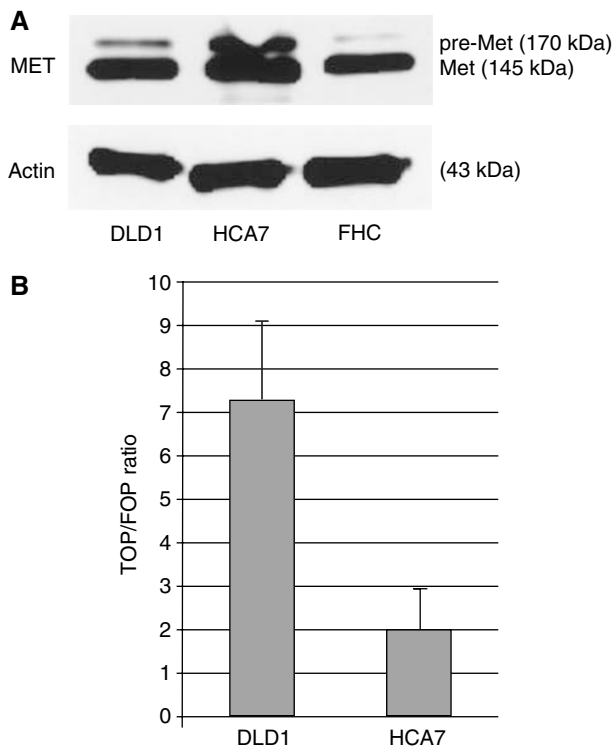 A
MET
pre-Met (170 kDa)
Met (145 kDa)
Actin
(43 kDa)
DLD1 HCA7 FHC
B
TOP/FOP ratio
10
9
8
7
6
5
4
3
2
1
0
DLD1 HCA7